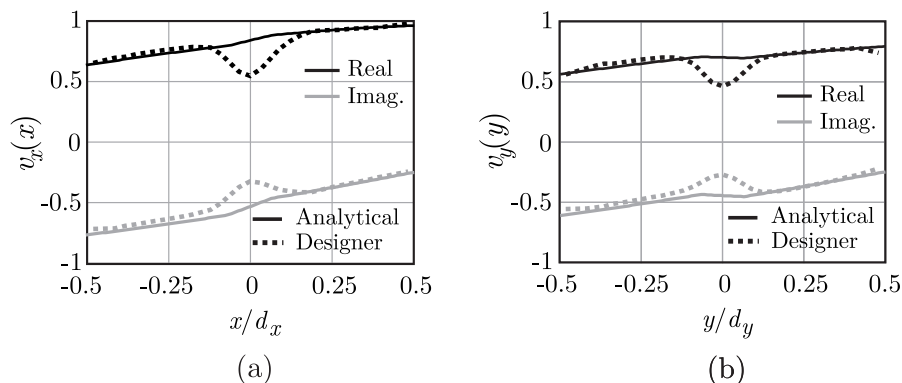 1
0.5
0
-0.5
-1
v_x(x)
Real
Imag.
Analytical
Designer
-0.5
-0.25
0
0.25
0.5
x/d_x
(a)
1
0.5
0
-0.5
-1
v_y(y)
Real
Imag.
Analytical
Designer
-0.5
-0.25
0
0.25
0.5
y/d_y
(b)